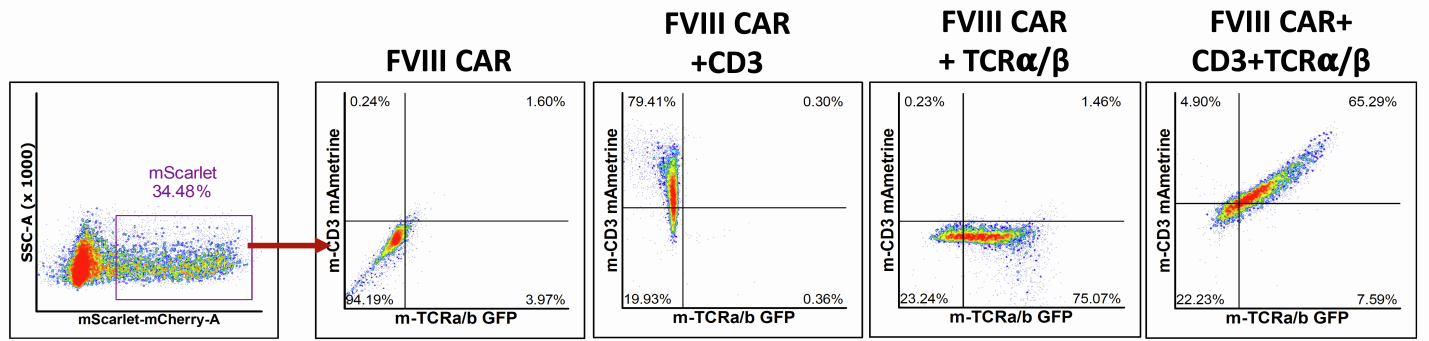 FVIII CAR
FVIII CAR
+CD3
FVIII CAR
+ TCRα/β
FVIII CAR+
CD3+TCRα/β
SSC-A (x 1000)
mScarlet
34.48%
mScarlet-mCherry-A
m-CD3 mAmetrine
0.24%
1.60%
94.19%
3.97%
m-TCRa/b GFP
m-CD3 mAmetrine
79.41%
0.30%
19.93%
0.36%
m-TCRa/b GFP
m-CD3 mAmetrine
0.23%
1.46%
23.24%
75.07%
m-TCRa/b GFP
m-CD3 mAmetrine
4.90%
65.29%
22.23%
7.59%
m-TCRa/b GFP